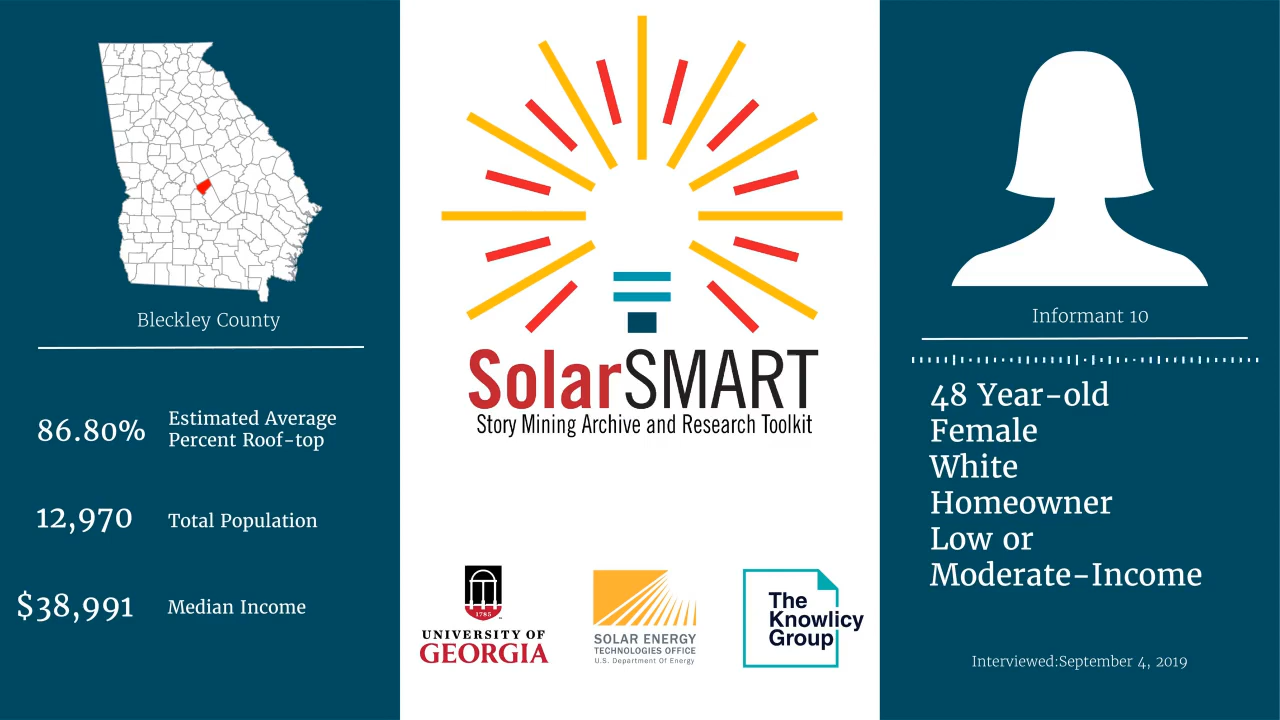 Bleckley County
86.80%
Estimated Average
Percent Roof-top
12,970
Total Population
$38,991
Median Income
SolarSMART
Story Mining Archive and Research Toolkit
1785
UNIVERSITY OF
GEORGIA
SOLAR ENERGY
TECHNOLOGIES OFFICE
U.S. Department Of Energy
The
Knowlicy
Group
Informant 10
48 Year-old
Female
White
Homeowner
Low or
Moderate-Income
Interviewed:September 4, 2019